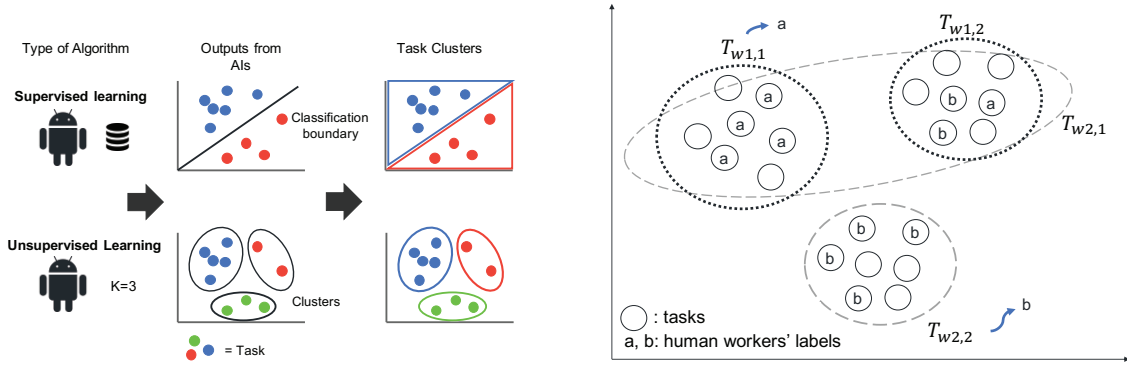 Type of Algorithm
Outputs from
AIs
Task Clusters
Supervised learning
Classification
boundary
Unsupervised Learning
K=3
Clusters
= Task
a
T_{w1,1}
T_{w1,2}
a
a
a
a
b
a
b
T_{w2,1}
b
b
b
b
b
T_{w2,2}
: tasks
a, b: human workers' labels